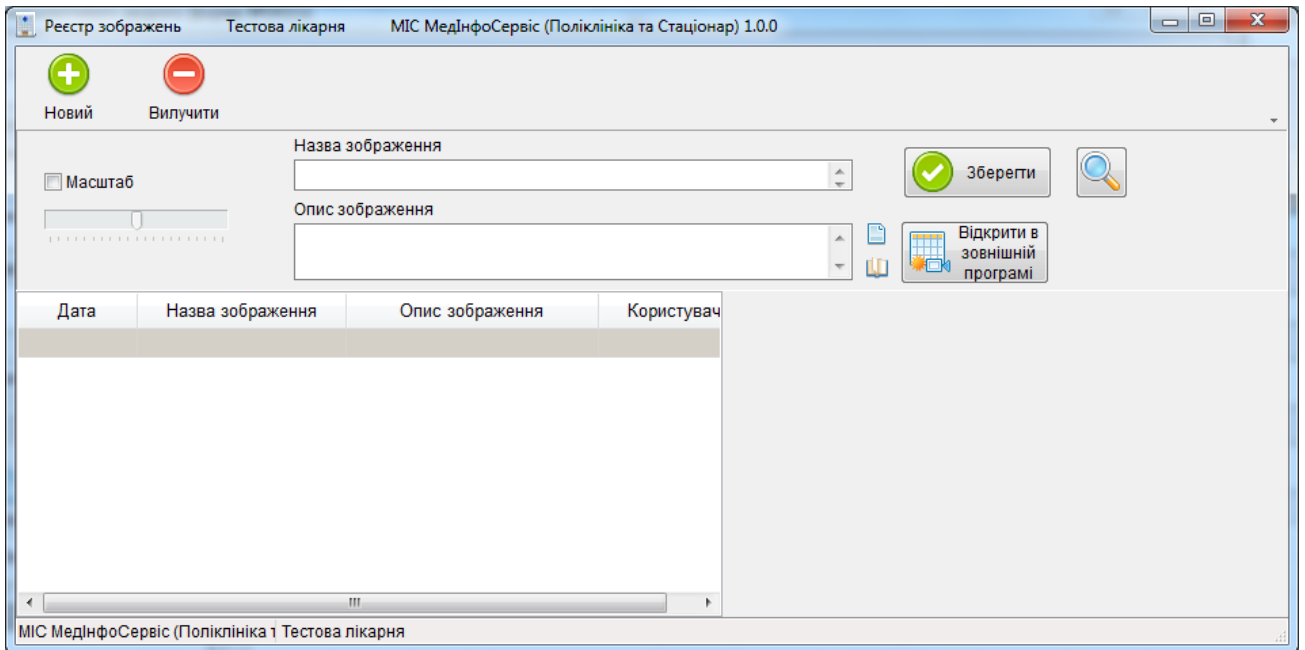 Реєстр зображень Тестова лікарня МІС МедІнфоСервіс (Поліклініка та Стаціонар) 1.0.0
Новий Вилучити
Назва зображення
Масштаб
Зберегти
Опис зображення
Відкрити в
зовнішній
програмі
Дата Назва зображення Опис зображення Користувач
МІС МедІнфоСервіс (Поліклініка т Тестова лікарня